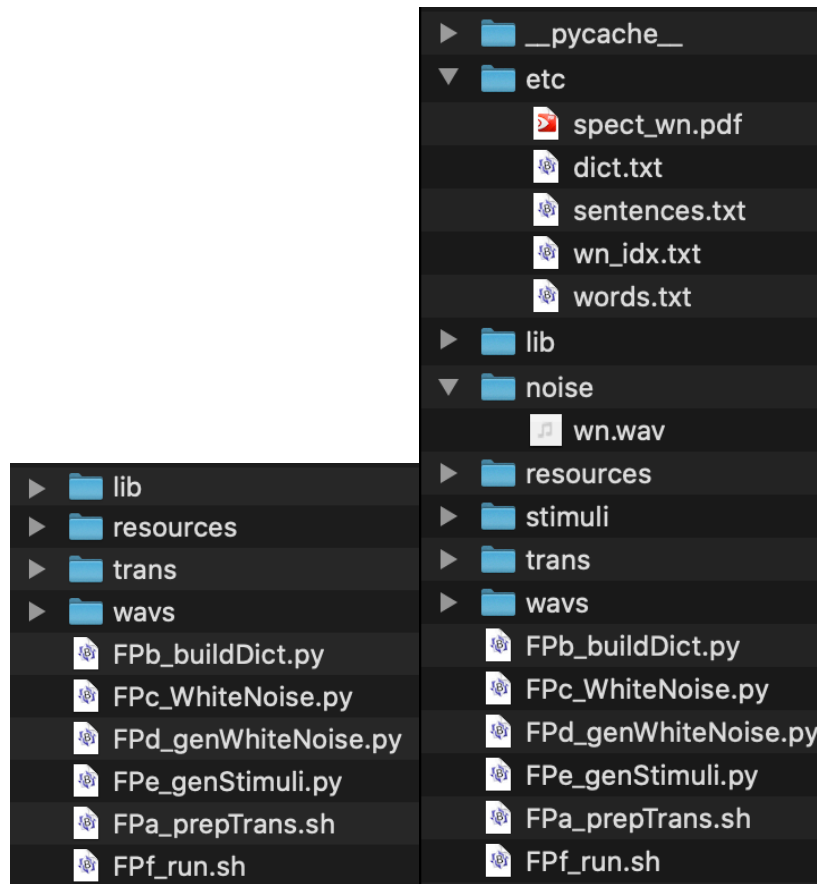 lib
resources
trans
wavs
FPb_buildDict.py
FPc_WhiteNoise.py
FPd_genWhiteNoise.py
FPe_genStimuli.py
FPa_prepTrans.sh
FPf_run.sh
__pycache__
etc
spect_wn.pdf
dict.txt
sentences.txt
wn_idx.txt
words.txt
lib
noise
wn.wav
resources
stimuli
trans
wavs
FPb_buildDict.py
FPc_WhiteNoise.py
FPd_genWhiteNoise.py
FPe_genStimuli.py
FPa_prepTrans.sh
FPf_run.sh